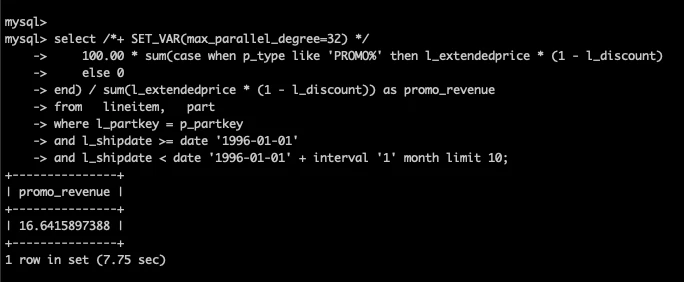 mysql>
mysql> select /*+ SET_VAR(max_parallel_degree=32) */
    ->     100.00 * sum(case when p_type like 'PROMO%' then l_extendedprice * (1 - l_discount)
    ->     else 0
    -> end) / sum(l_extendedprice * (1 - l_discount)) as promo_revenue
    -> from   lineitem,   part
    -> where l_partkey = p_partkey
    -> and l_shipdate >= date '1996-01-01'
    -> and l_shipdate < date '1996-01-01' + interval '1' month limit 10;
+---------------+
| promo_revenue |
+---------------+
| 16.6415897388 |
+---------------+
1 row in set (7.75 sec)